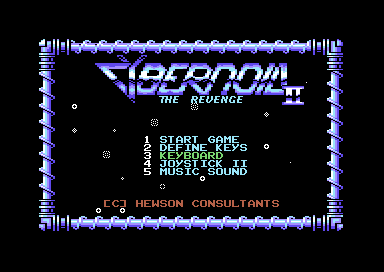 CYBERNOID
II
THE REVENGE
1 START GAME
2 DEFINE KEYS
3 KEYBOARD
4 JOYSTICK II
5 MUSIC SOUND
[C] HEWSON CONSULTANTS